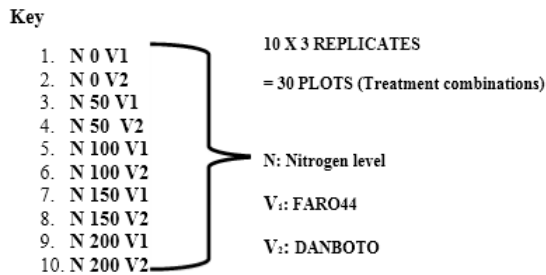 Key
1. N 0 V1
2. N 0 V2
3. N 50 V1
4. N 50 V2
5. N 100 V1
6. N 100 V2
7. N 150 V1
8. N 150 V2
9. N 200 V1
10. N 200 V2
10 X 3 REPLICATES
= 30 PLOTS (Treatment combinations)
N: Nitrogen level
V₁: FARO44
V₂: DANBOTO